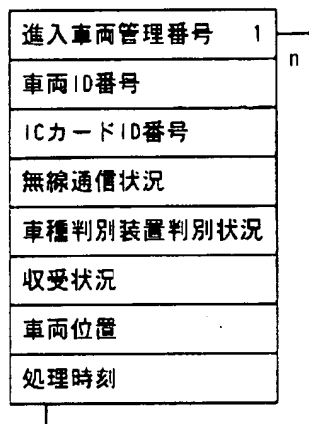 進入車両管理番号 1
n
車両ID番号
ICカードID番号
無線通信状況
車種判別装置判別状況
収受状況
車両位置
処理時刻